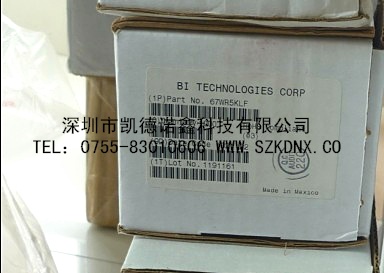 BI TECHNOLOGIES CORP
(1P)Part No. 67WR5KLF
深圳市凯德诺鑫科技有限公司
TEL：0755-83010606 WWW.SZKDNX.CO
(1T)Lot No. 1191161
Made in Mexico